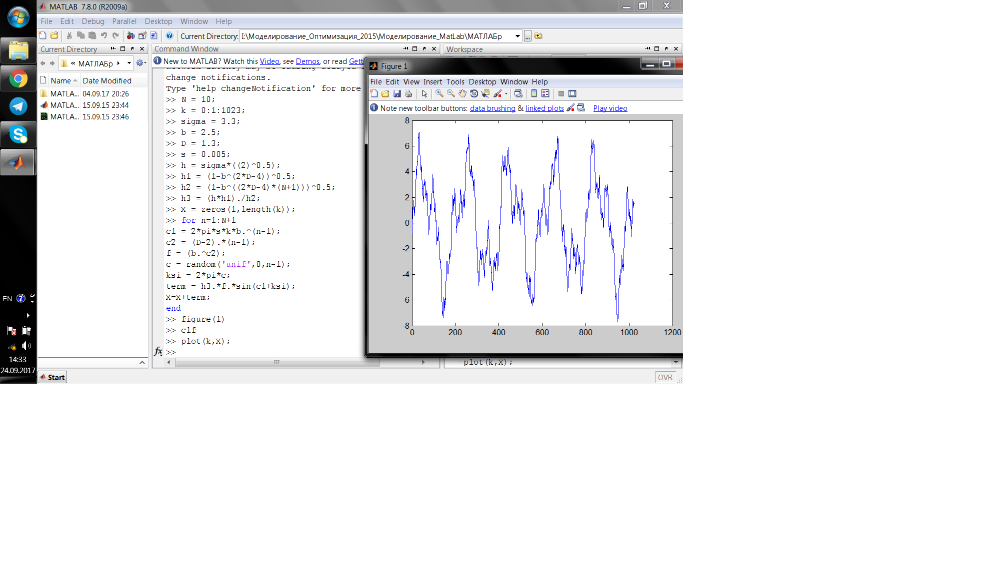 MATLAB 7.8.0 (R2009a)
File Edit Debug Parallel Desktop Window Help
Current Directory: I:\Моделирование_Оптимизация_2015\Моделирование_MatLab\МАТЛАБр
Current Directory
« МАТЛАБр
Name Date Modified
MATLA... 04.09.17 20:26
MATLA... 15.09.15 23:44
MATLA... 15.09.15 23:46
Command Window
New to MATLAB? Watch this Video, see Demos, or read Gett
change notifications.
Type 'help changeNotification' for more
>> N = 10;
>> k = 0:1:1023;
>> sigma = 3.3;
>> b = 2.5;
>> D = 1.3;
>> s = 0.005;
>> h = sigma*((2)^0.5);
>> h1 = (1-b^(2*D-4))^0.5;
>> h2 = (1-b^((2*D-4)*(N+1)))^0.5;
>> h3 = (h*h1)./h2;
>> X = zeros(1,length(k));
>> for n=1:N+1
c1 = 2*pi*s*k*b.^(n-1);
c2 = (D-2).*(n-1);
f = (b.^c2);
c = random('unif',0,n-1);
ksi = 2*pi*c;
term = h3.*f.*sin(c1+ksi);
X=X+term;
end
>> figure(1)
>> clf
>> plot(k,X);
fx >>
Workspace
Figure 1
File Edit View Insert Tools Desktop Window Help
Note new toolbar buttons: data brushing & linked plots Play video
8
6
4
2
0
-2
-4
-6
-8
0 200 400 600 800 1000 1200
plot(k,X);
Start
OVR
EN
14:33
24.09.2017